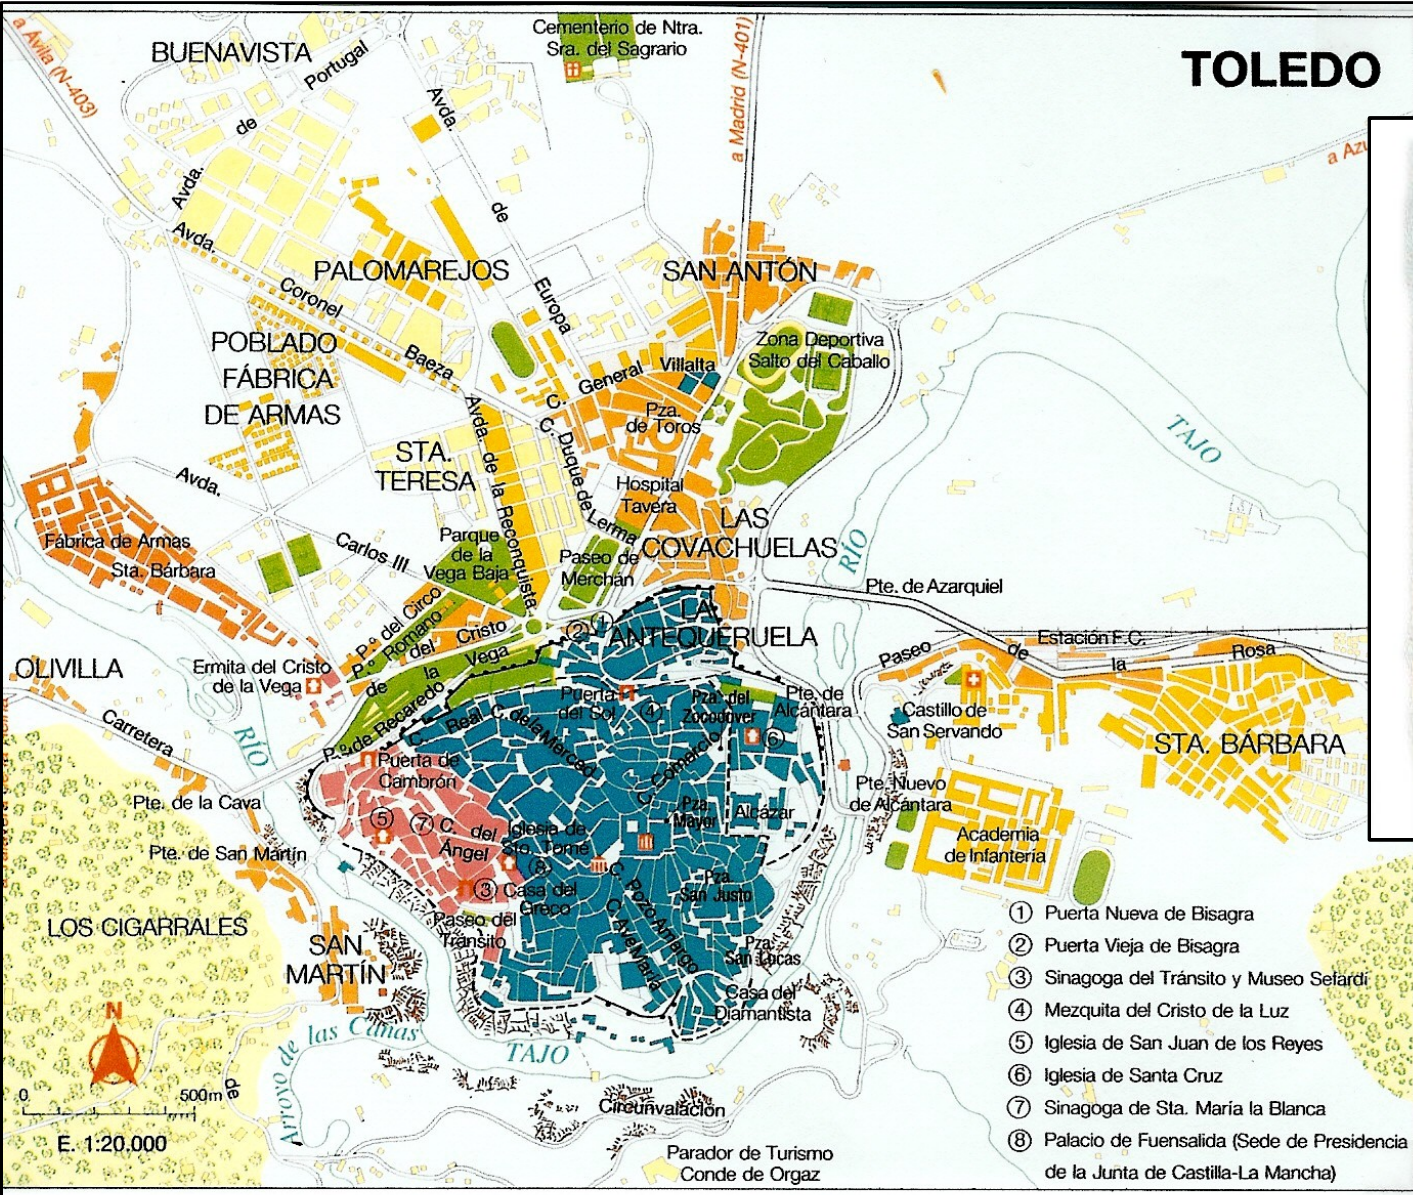 TOLEDO
Cementerio de Ntra.
Sra. del Sagrario
BUENAVISTA
a Avila (N-403)
a Madrid (N-401)
Avda.
de
Portugal
Avda.
de
Europa
Avda.
Coronel
Baeza
PALOMAREJOS
SAN ANTÓN
POBLADO
FÁBRICA
DE ARMAS
Zona Deportiva
Salto del Caballo
C. General Villalta
Pza.
de Toros
C. Duque de Lerma
Avda. de la Reconquista
STA.
TERESA
Hospital
Tavera
LAS
COVACHUELAS
RÍO
TAJO
Avda.
Carlos III
Fábrica de Armas
Sta. Bárbara
Parque
de la
Vega Baja
Paseo de
Merchán
Pte. de Azarquiel
P.º del Circo
Romano
P.º
del
Cristo
de
la
Vega
LA
ANTEQUERUELA
2
1
Estación F.C.
Paseo
de
la
Rosa
OLIVILLA
Ermita del Cristo
de la Vega
Carretera
de
RÍO
P.º de Recaredo
C. Real
C. de la Merced
Puerta
del Sol
4
Pza. del
Zocodover
6
Pte. de
Alcántara
Castillo de
San Servando
STA. BÁRBARA
Puerta de
Cambrón
C. Comercio
Pte. Nuevo
de Alcántara
Pte. de la Cava
Pza.
Mayor
Alcázar
5
7
C. del
Ángel
Iglesia de
Sto. Tomé
8
Academia
de Infantería
Pte. de San Martín
3
Casa del
Greco
C. Pozo Amargo
Pza.
San Justo
C. Ave María
Paseo del
Tránsito
LOS CIGARRALES
SAN
MARTÍN
Pza.
San Lucas
Casa del
Diamantista
Arroyo de las Cañas
TAJO
N
0 500m
E. 1:20.000
Circunvalación
Parador de Turismo
Conde de Orgaz
1 Puerta Nueva de Bisagra
2 Puerta Vieja de Bisagra
3 Sinagoga del Tránsito y Museo Sefardí
4 Mezquita del Cristo de la Luz
5 Iglesia de San Juan de los Reyes
6 Iglesia de Santa Cruz
7 Sinagoga de Sta. María la Blanca
8 Palacio de Fuensalida (Sede de Presidencia
de la Junta de Castilla-La Mancha)